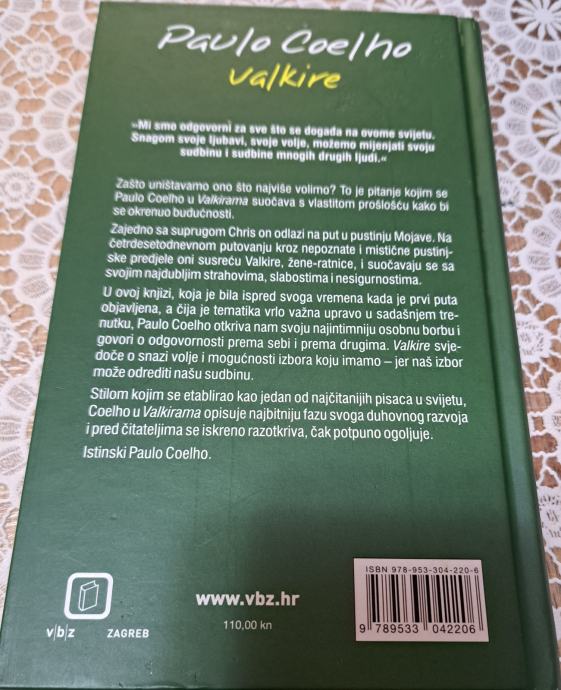 Paulo Coelho
Valkire
»Mi smo odgovorni za sve što se događa na ovome svijetu.
Snagom svoje ljubavi, svoje volje, možemo mijenjati svoju
sudbinu i sudbine mnogih drugih ljudi.«
Zašto uništavamo ono što najviše volimo? To je pitanje kojim se
Paulo Coelho u Valkirama suočava s vlastitom prošlošću kako bi
se okrenuo budućnosti.
Zajedno sa suprugom Chris on odlazi na put u pustinju Mojave. Na
četrdesetodnevnom putovanju kroz nepoznate i mistične pustinj-
ske predjele oni susreću Valkire, žene-ratnice, i suočavaju se sa
svojim najdubljim strahovima, slabostima i nesigurnostima.
U ovoj knjizi, koja je bila ispred svoga vremena kada je prvi puta
objavljena, a čija je tematika vrlo važna upravo u sadašnjem tre-
nutku, Paulo Coelho otkriva nam svoju najintimniju osobnu borbu i
govori o odgovornosti prema sebi i prema drugima. Valkire svje-
doče o snazi volje i mogućnosti izbora koju imamo – jer naš izbor
može odrediti našu sudbinu.
Stilom kojim se etablirao kao jedan od najčitanijih pisaca u svijetu,
Coelho u Valkirama opisuje najbitniju fazu svoga duhovnog razvoja
i pred čitateljima se iskreno razotkriva, čak potpuno ogoljuje.
Istinski Paulo Coelho.
ISBN 978-953-304-220-6
9 789533 042206
www.vbz.hr
110,00 kn
v|b|z ZAGREB